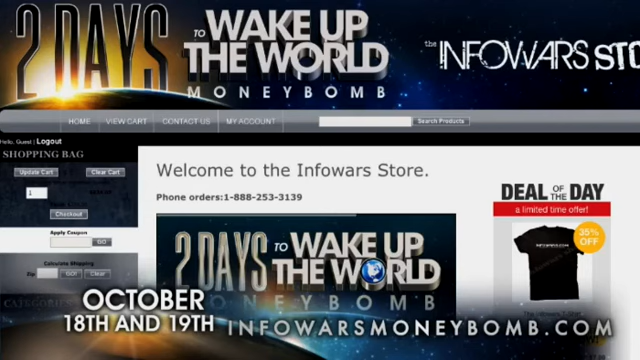 2 DAYS
TO WAKE UP
THE WORLD
MONEYBOMB
the INFOWARS STO
HOME VIEW CART CONTACT US MY ACCOUNT Search Products
Hello, Guest | Logout
SHOPPING BAG
Update Cart Clear Cart
1
Checkout
Apply Coupon
GO
Calculate Shipping
GO! Clear
CATEGORIES
Welcome to the Infowars Store.
Phone orders:1-888-253-3139
2 DAYS
TO WAKE UP
THE WORLD
MONEYBOMB
DEAL OF THE DAY
a limited time offer!
35% OFF
INFOWARS.COM
OCTOBER
18TH AND 19TH
INFOWARSMONEYBOMB.COM